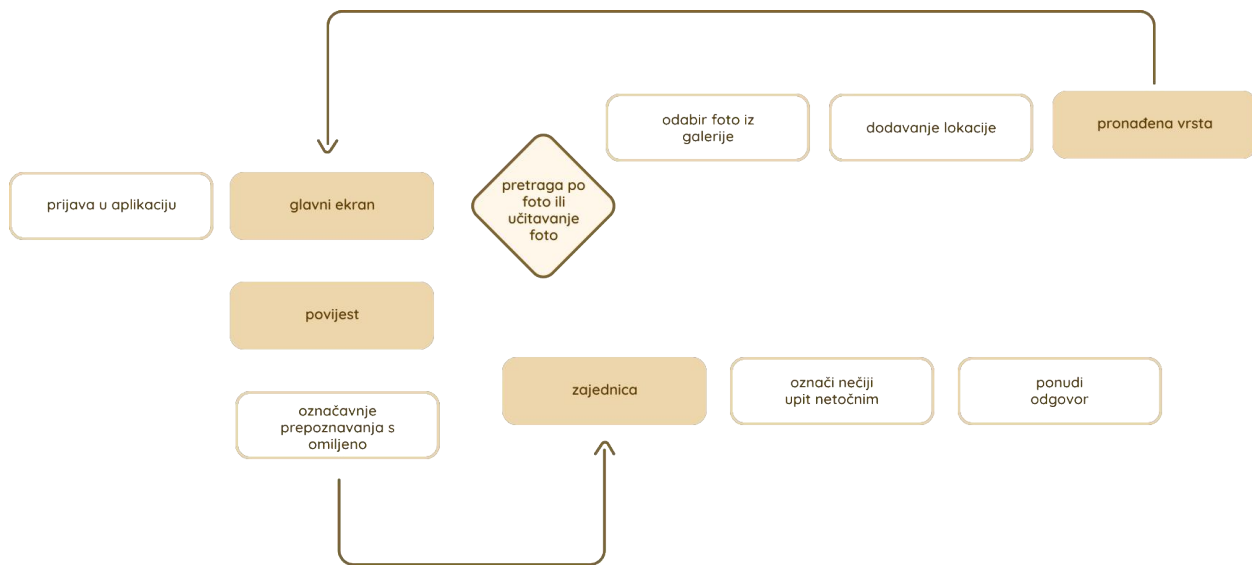 odabir foto iz
galerije
dodavanje lokacije
pronađena vrsta
prijava u aplikaciju
glavni ekran
pretraga po
foto ili
učitavanje
foto
povijest
zajednica
označi nečiji
upit netočnim
ponudi
odgovor
označavnje
prepoznavanja s
omiljeno